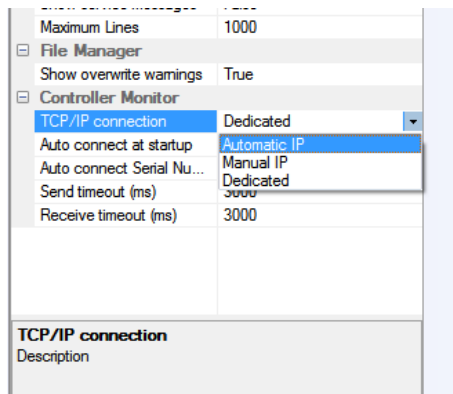 Maximum Lines 1000
File Manager
Show overwrite warnings True
Controller Monitor
TCP/IP connection Dedicated
Auto connect at startup Automatic IP
Auto connect Serial Nu... Manual IP
Dedicated
Send timeout (ms) 3000
Receive timeout (ms) 3000
TCP/IP connection
Description